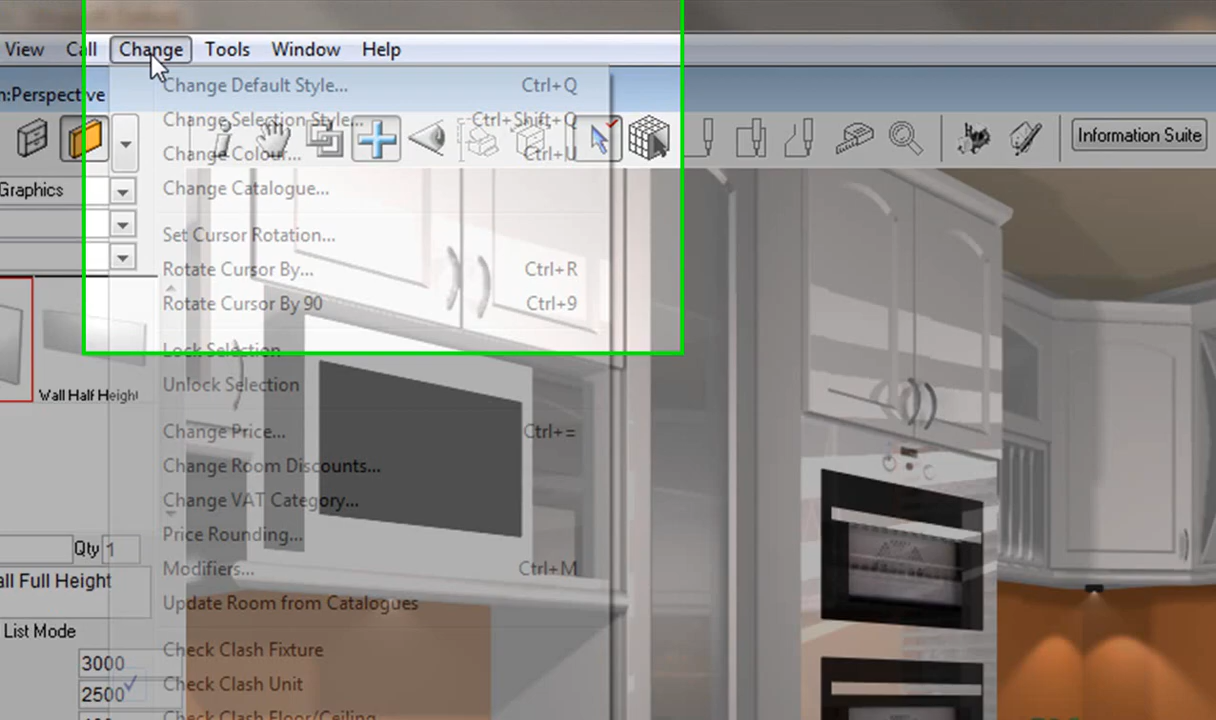 View Call Change Tools Window Help
n:Perspective
Change Default Style... Ctrl+Q
Change Selection Style... Ctrl+Shift+Q
Change Colour... Ctrl+U
Information Suite
Graphics
Change Catalogue...
Set Cursor Rotation...
Rotate Cursor By... Ctrl+R
Rotate Cursor By 90 Ctrl+9
Lock Selection
Unlock Selection
Wall Half Height
Change Price... Ctrl+=
Change Room Discounts...
Change VAT Category...
Price Rounding...
Qty 1
Modifiers... Ctrl+M
all Full Height
Update Room from Catalogues
List Mode
Check Clash Fixture
3000
Check Clash Unit
2500
Check Clash Floor/Ceiling